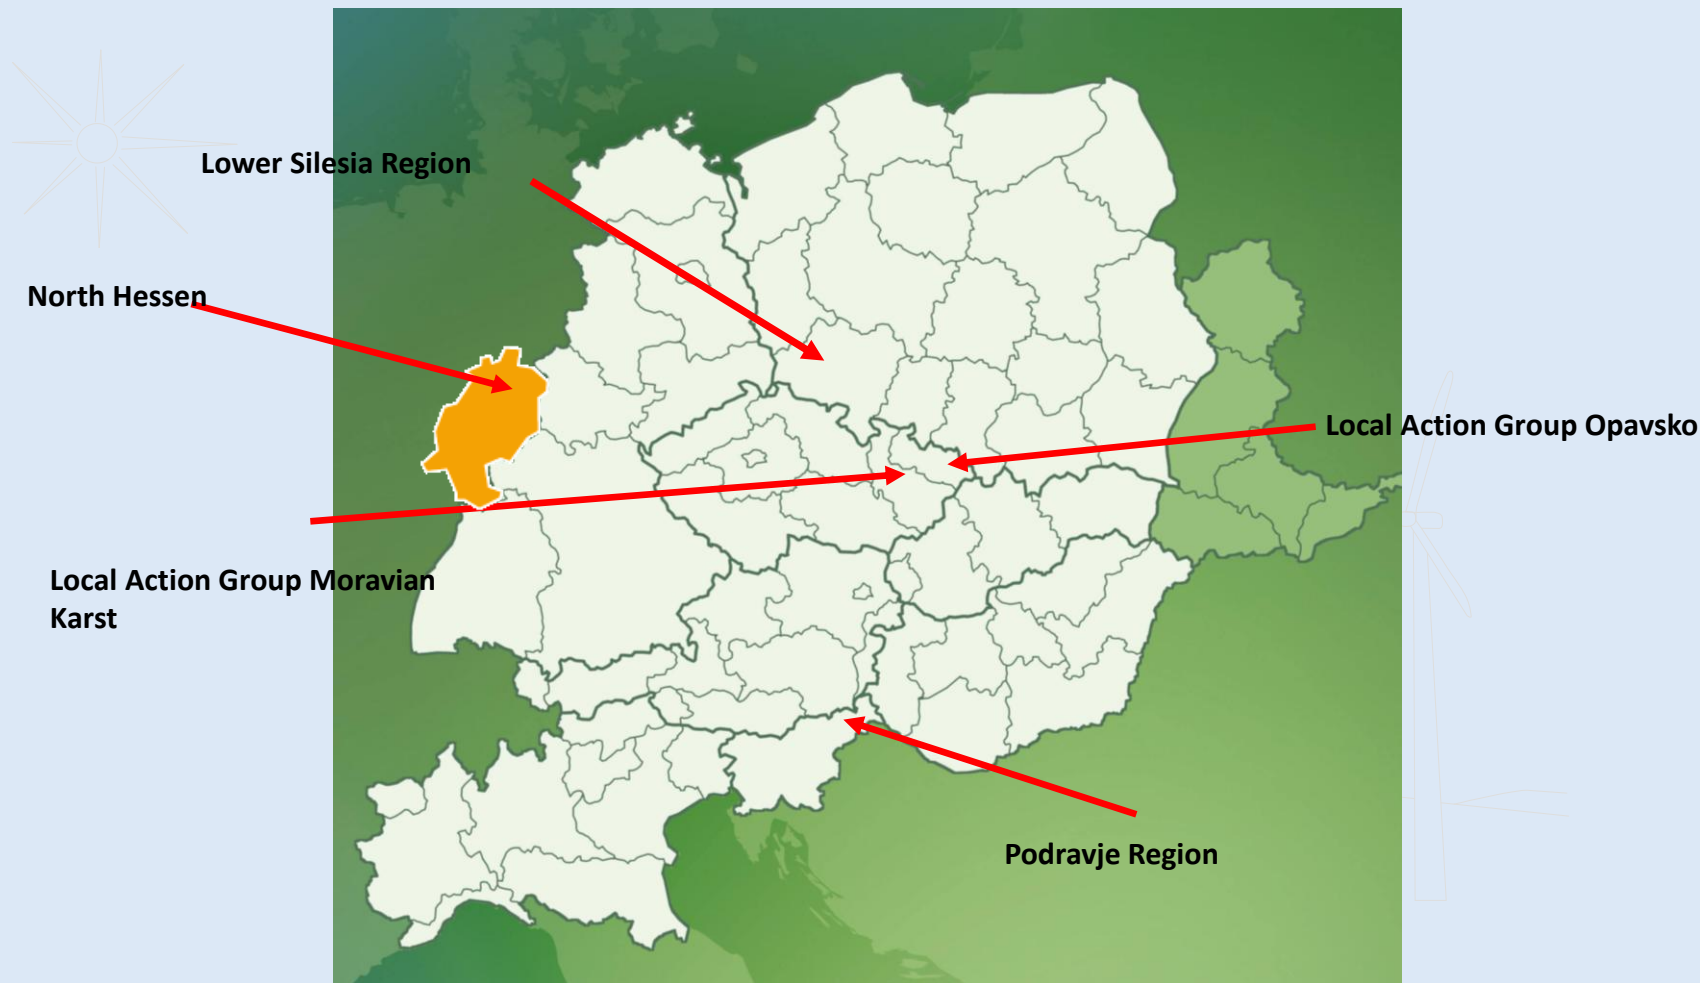 Lower Silesia Region
North Hessen
Local Action Group Opavsko
Local Action Group Moravian
Karst
Podravje Region